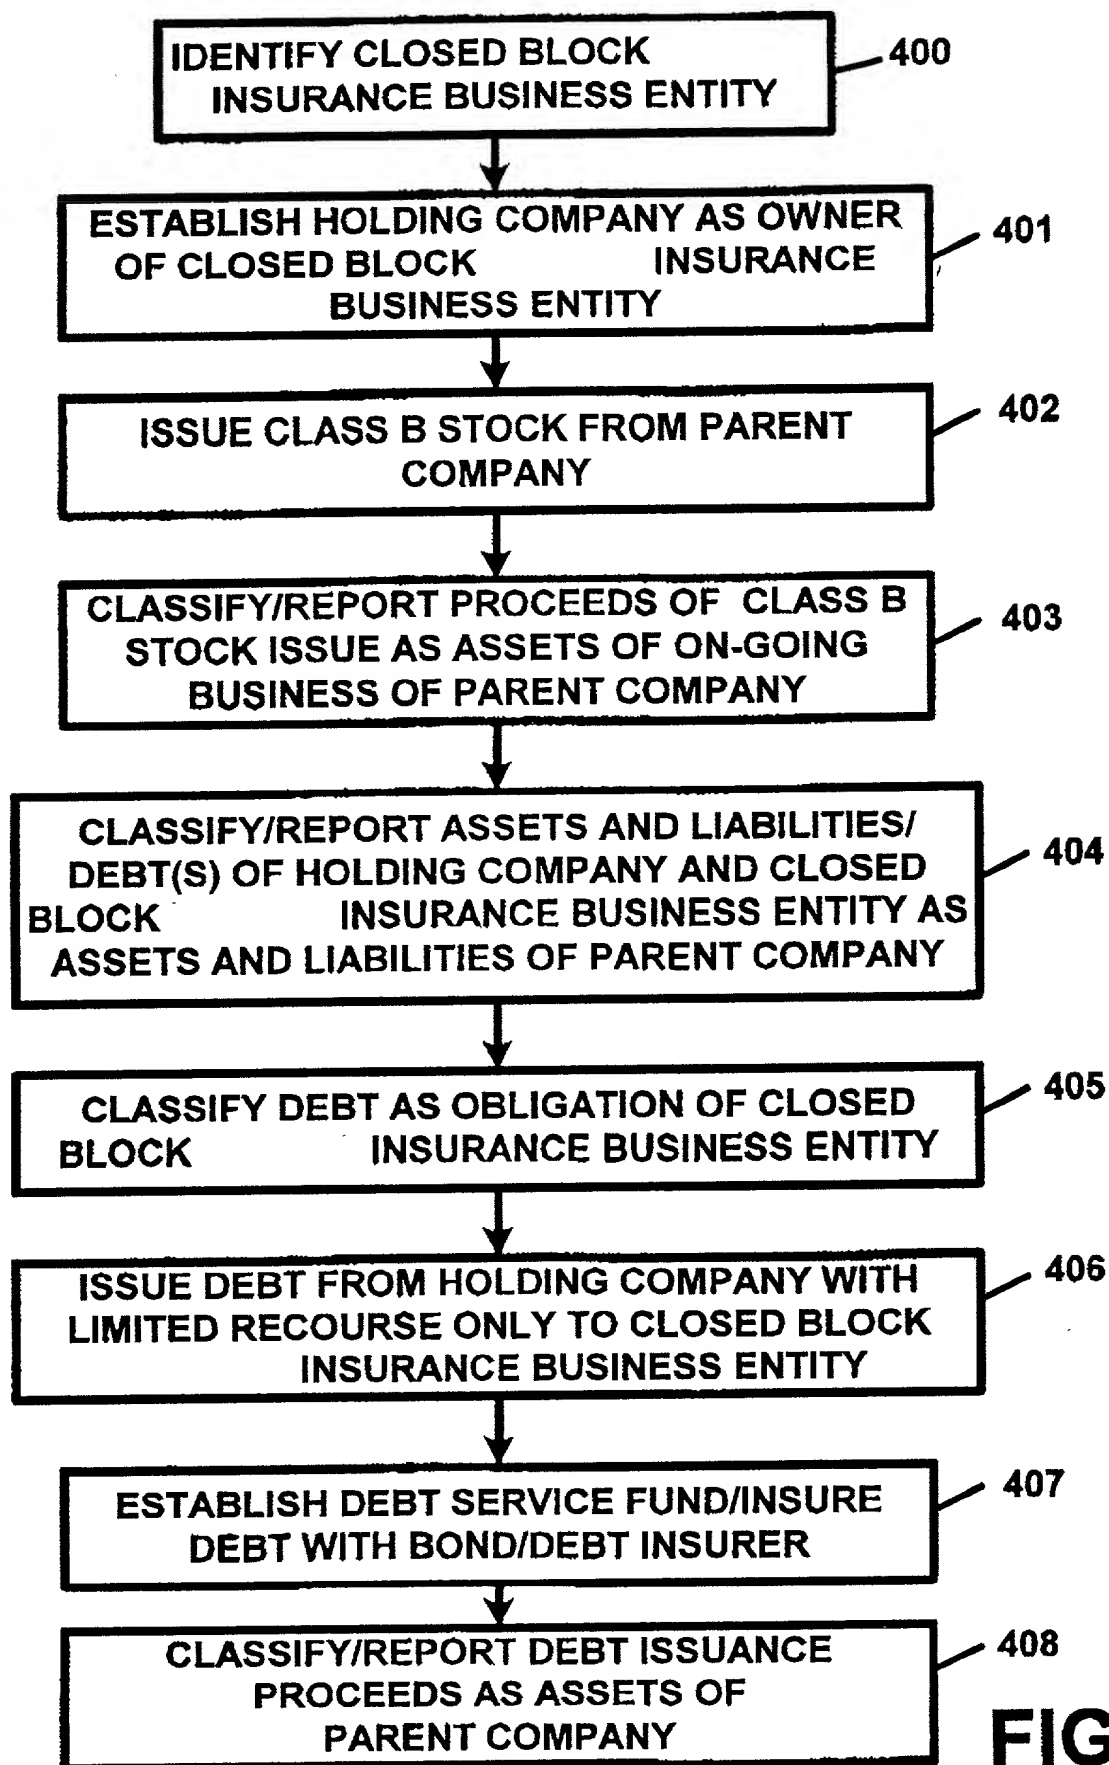 IDENTIFY CLOSED BLOCK
INSURANCE BUSINESS ENTITY
400
ESTABLISH HOLDING COMPANY AS OWNER
OF CLOSED BLOCK INSURANCE
BUSINESS ENTITY
401
ISSUE CLASS B STOCK FROM PARENT
COMPANY
402
CLASSIFY/REPORT PROCEEDS OF CLASS B
STOCK ISSUE AS ASSETS OF ON-GOING
BUSINESS OF PARENT COMPANY
403
CLASSIFY/REPORT ASSETS AND LIABILITIES/
DEBT(S) OF HOLDING COMPANY AND CLOSED
BLOCK INSURANCE BUSINESS ENTITY AS
ASSETS AND LIABILITIES OF PARENT COMPANY
404
CLASSIFY DEBT AS OBLIGATION OF CLOSED
BLOCK INSURANCE BUSINESS ENTITY
405
ISSUE DEBT FROM HOLDING COMPANY WITH
LIMITED RECOURSE ONLY TO CLOSED BLOCK
INSURANCE BUSINESS ENTITY
406
ESTABLISH DEBT SERVICE FUND/INSURE
DEBT WITH BOND/DEBT INSURER
407
CLASSIFY/REPORT DEBT ISSUANCE
PROCEEDS AS ASSETS OF
PARENT COMPANY
408
FIG